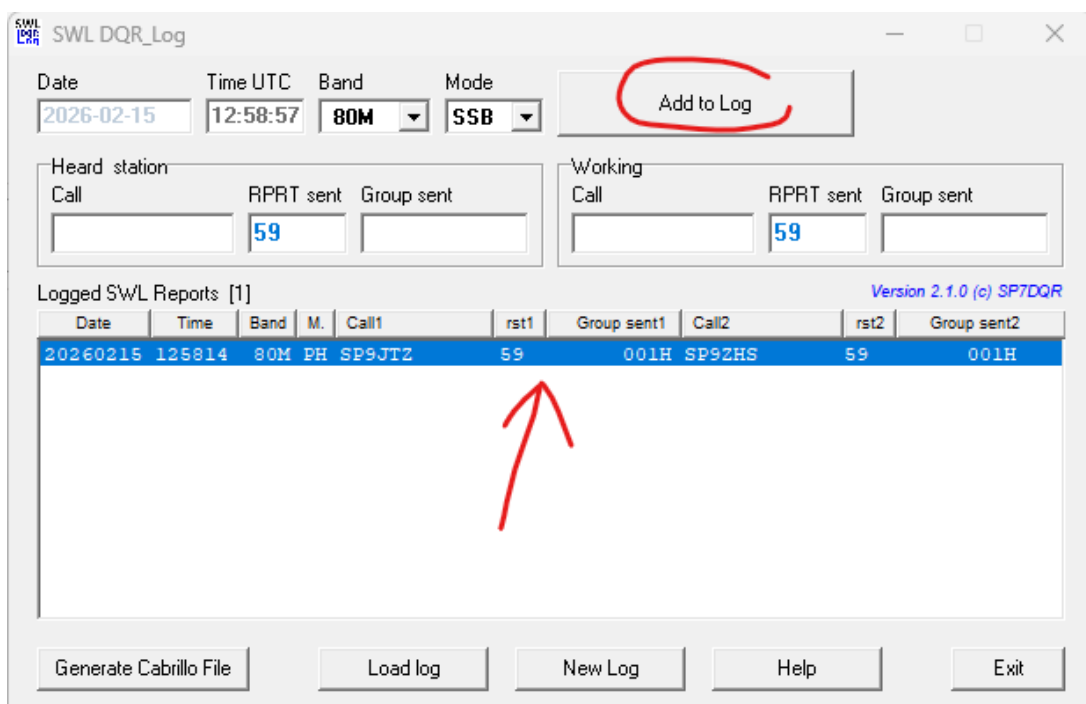 SWL DQR_Log
Date Time UTC Band Mode
2026-02-15 12:58:57 80M SSB Add to Log
Heard station Working
Call RPRT sent Group sent Call RPRT sent Group sent
59 59
Logged SWL Reports [1] Version 2.1.0 (c) SP7DQR
Date Time Band M. Call1 rst1 Group sent1 Call2 rst2 Group sent2
20260215 125814 80M PH SP9JTZ 59 001H SP9ZHS 59 001H
Generate Cabrillo File Load log New Log Help Exit